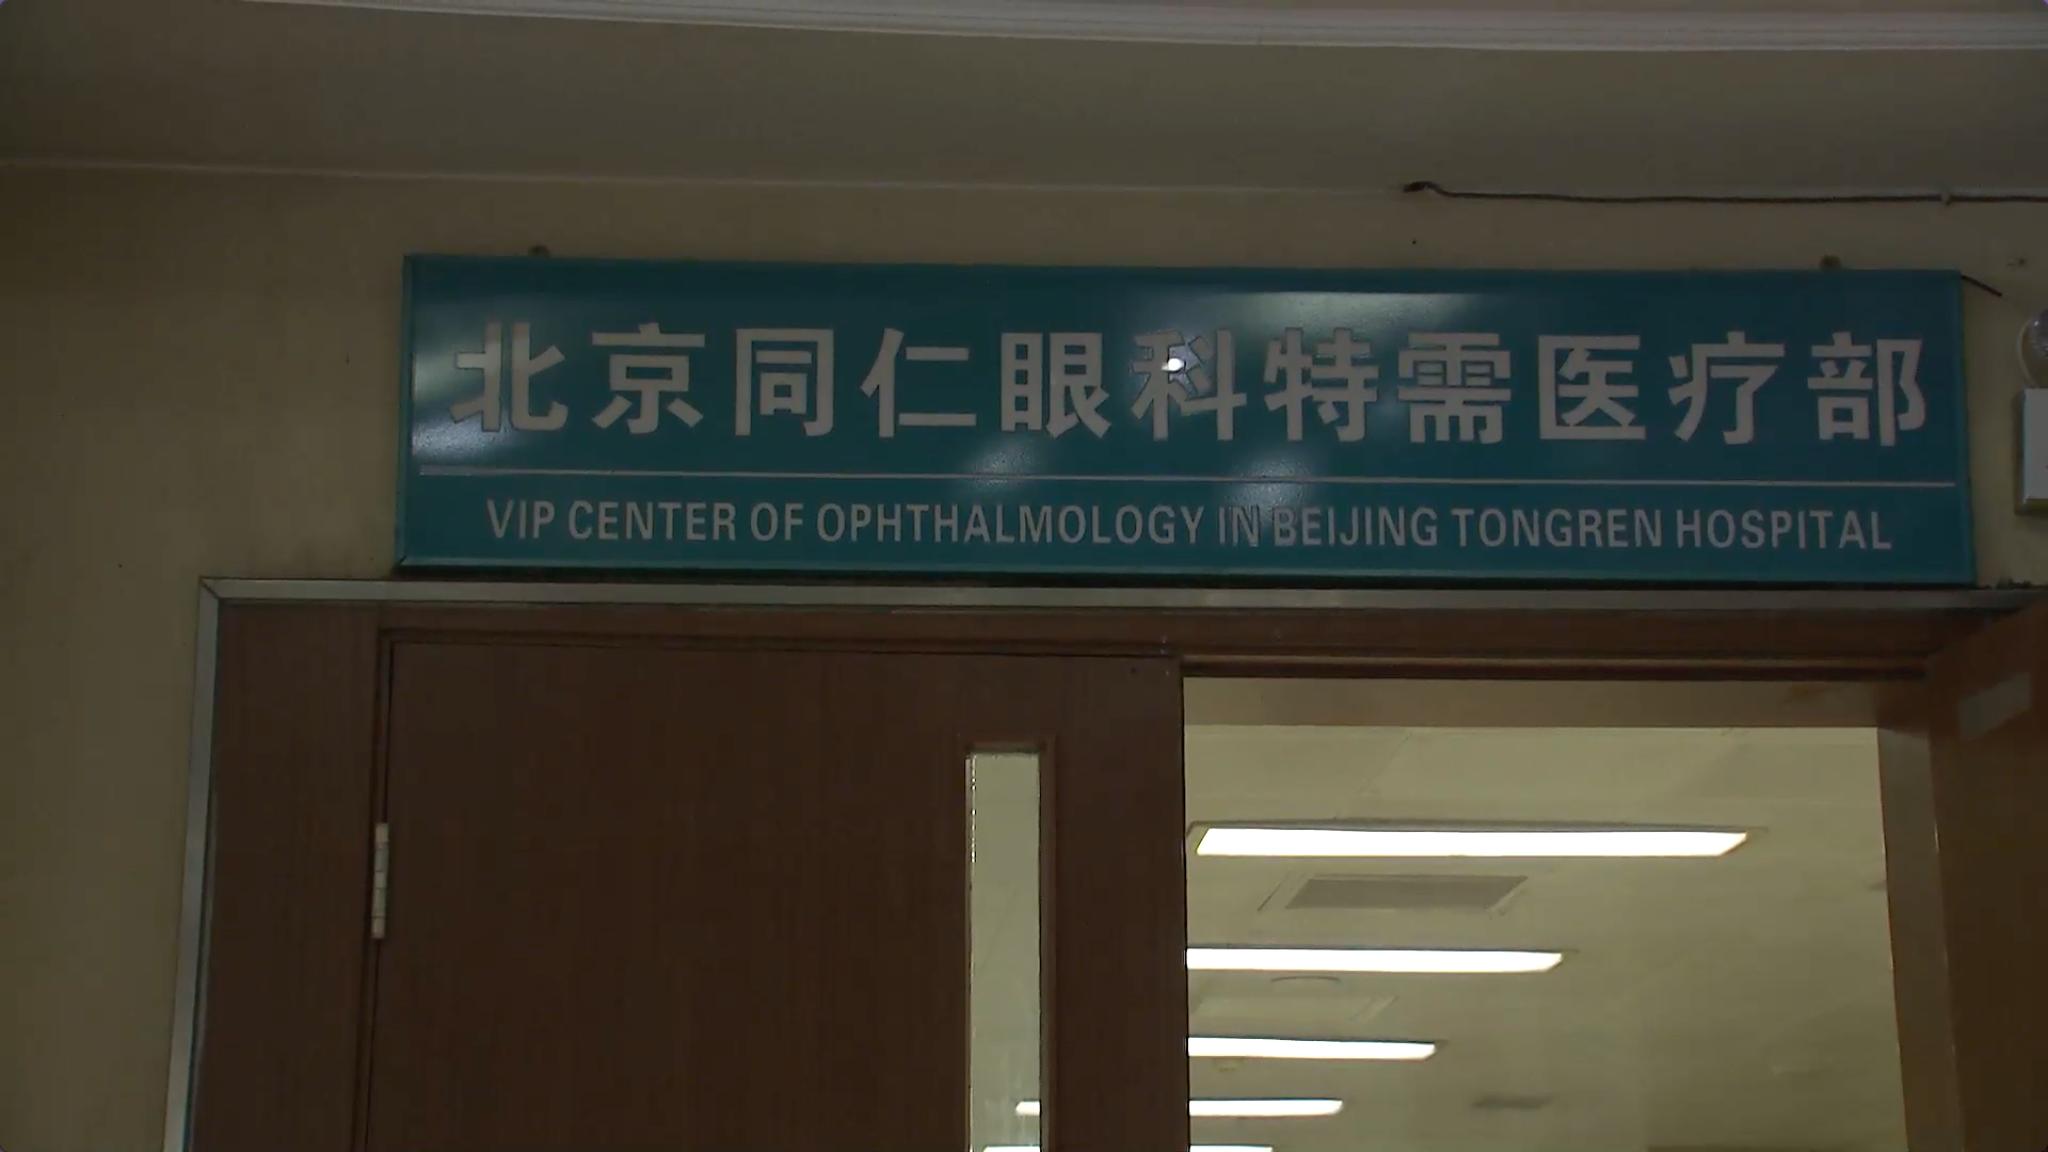 北京同仁眼科特需医疗部
VIP CENTER OF OPHTHALMOLOGY IN BEIJING TONGREN HOSPITAL